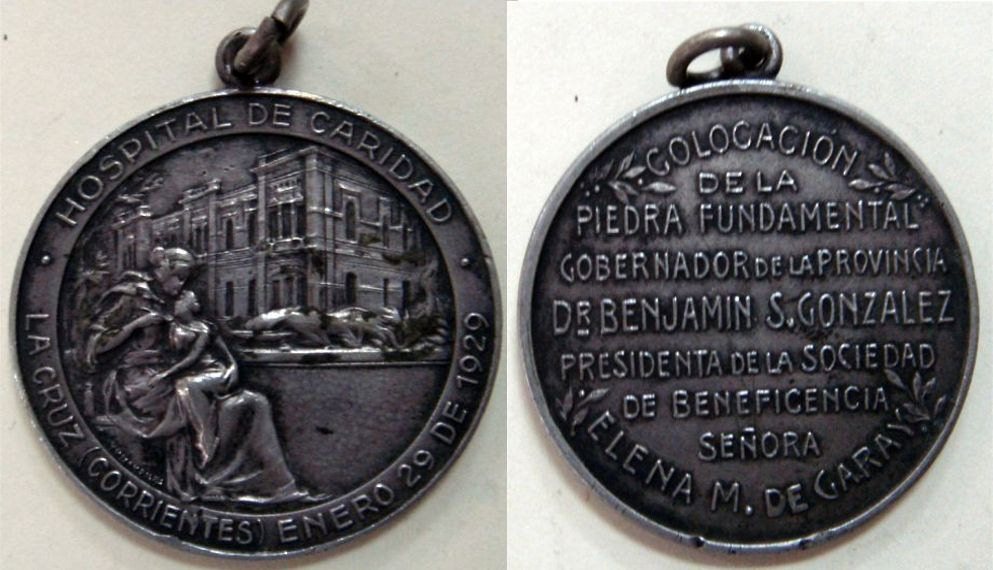 HOSPITAL DE CARIDAD
LA CRUZ (CORRIENTES) ENERO 29 DE 1929
COLOCACIÓN
DE LA
PIEDRA FUNDAMENTAL
GOBERNADOR DE LA PROVINCIA
DR. BENJAMIN S. GONZALEZ
PRESIDENTA DE LA SOCIEDAD
DE BENEFICENCIA
SEÑORA
ELENA M. DE GARAY